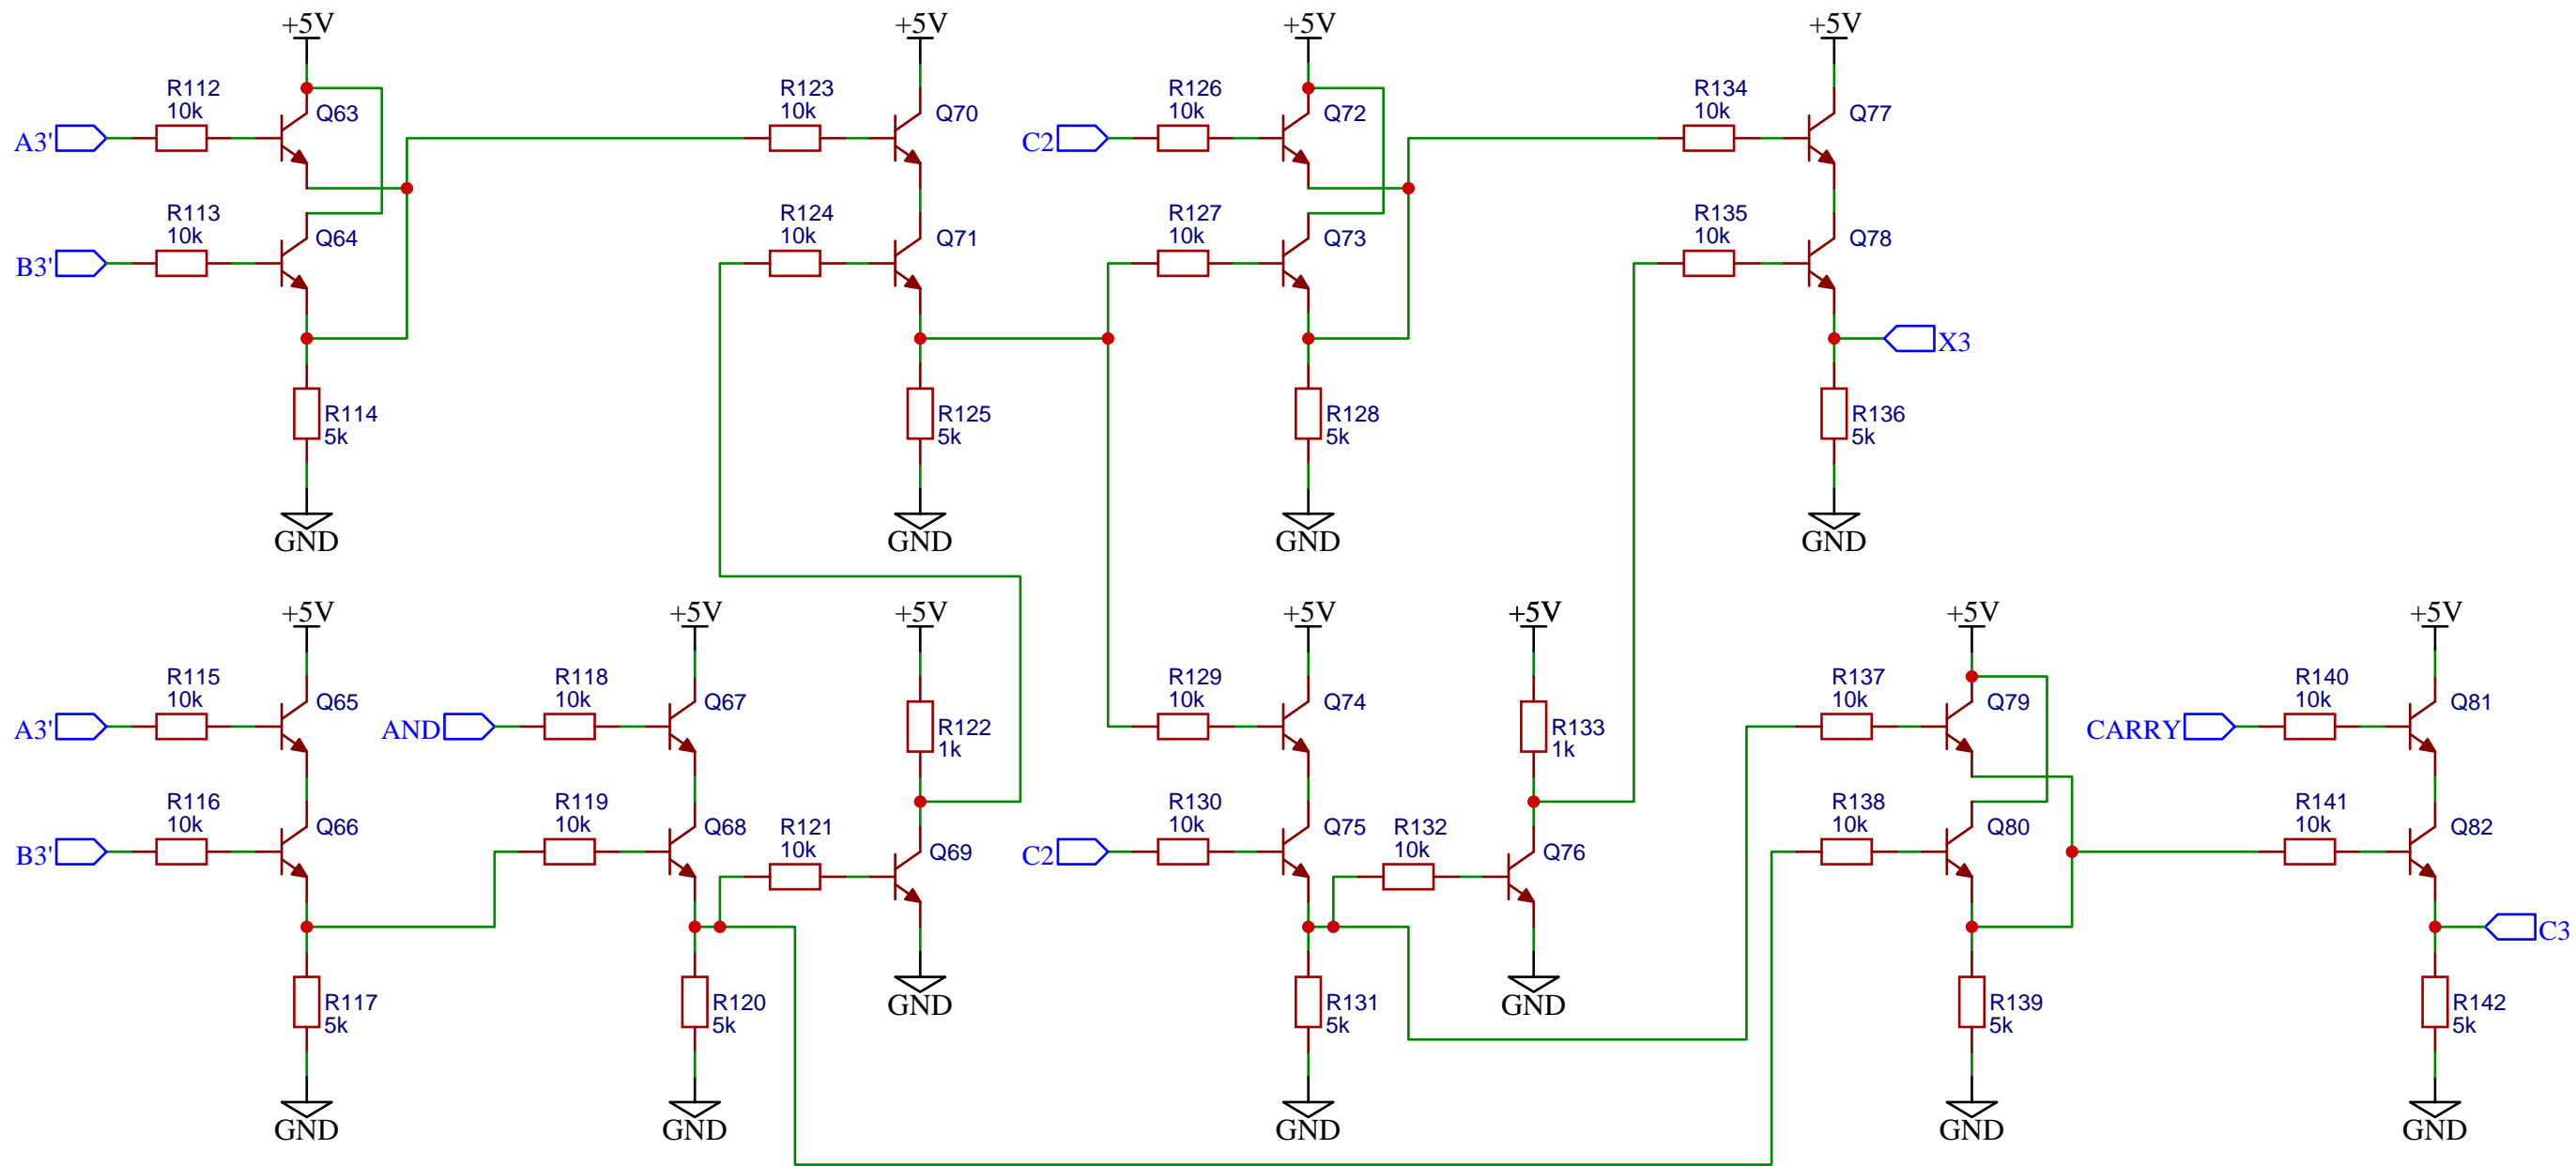 +5V
+5V
+5V
+5V
R112
10k
Q63
A3'
R123
10k
Q70
R126
10k
Q72
C2
R134
10k
Q77
R113
10k
Q64
B3'
R124
10k
Q71
R127
10k
Q73
R135
10k
Q78
X3
R114
5k
R125
5k
R128
5k
R136
5k
GND
GND
GND
GND
+5V
+5V
+5V
+5V
+5V
+5V
+5V
R115
10k
Q65
A3'
R118
10k
Q67
AND
R122
1k
R129
10k
Q74
R133
1k
R137
10k
Q79
R140
10k
Q81
CARRY
R116
10k
Q66
B3'
R119
10k
Q68
R121
10k
Q69
R130
10k
Q75
C2
R132
10k
Q76
R138
10k
Q80
R141
10k
Q82
C3
R117
5k
R120
5k
GND
R131
5k
GND
R139
5k
R142
5k
GND
GND
GND
GND
GND